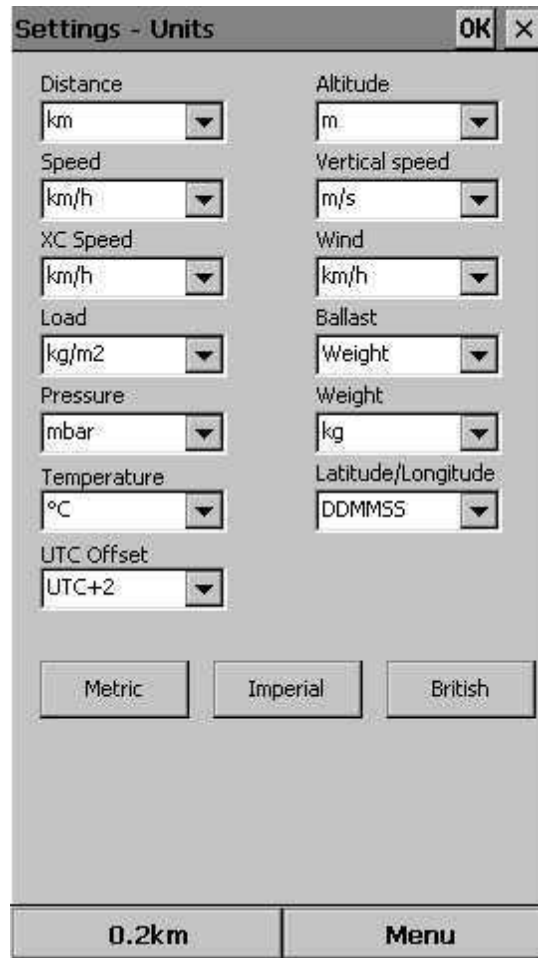 Settings - Units OK ×
Distance Altitude
km m
Speed Vertical speed
km/h m/s
XC Speed Wind
km/h km/h
Load Ballast
kg/m2 Weight
Pressure Weight
mbar kg
Temperature Latitude/Longitude
°C DDMMSS
UTC Offset
UTC+2
Metric Imperial British
0.2km Menu